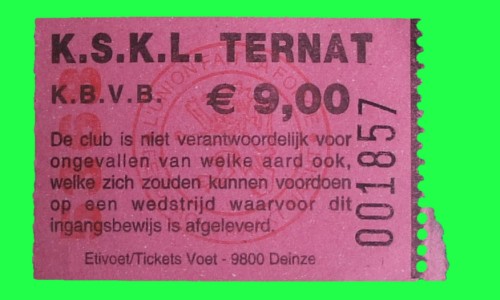 K.S.K.L. TERNAT
K.B.V.B. € 9,00
De club is niet verantwoordelijk voor
ongevallen van welke aard ook,
welke zich zouden kunnen voordoen
op een wedstrijd waarvoor dit
ingangsbewijs is afgeleverd.
Etivoet/Tickets Voet - 9800 Deinze
001857